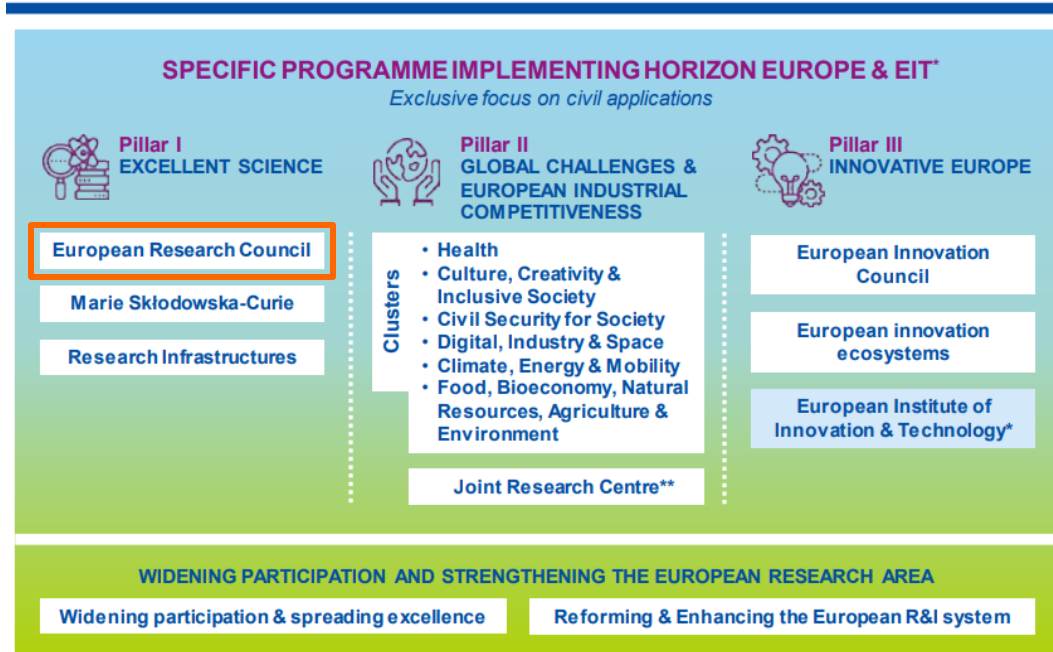 SPECIFIC PROGRAMME IMPLEMENTING HORIZON EUROPE & EIT*
Exclusive focus on civil applications
Pillar I
EXCELLENT SCIENCE
European Research Council
Marie Skłodowska-Curie
Research Infrastructures
Pillar II
GLOBAL CHALLENGES &
EUROPEAN INDUSTRIAL
COMPETITIVENESS
Clusters
• Health
• Culture, Creativity &
Inclusive Society
• Civil Security for Society
• Digital, Industry & Space
• Climate, Energy & Mobility
• Food, Bioeconomy, Natural
Resources, Agriculture &
Environment
Joint Research Centre**
Pillar III
INNOVATIVE EUROPE
European Innovation
Council
European innovation
ecosystems
European Institute of
Innovation & Technology*
WIDENING PARTICIPATION AND STRENGTHENING THE EUROPEAN RESEARCH AREA
Widening participation & spreading excellence
Reforming & Enhancing the European R&I system